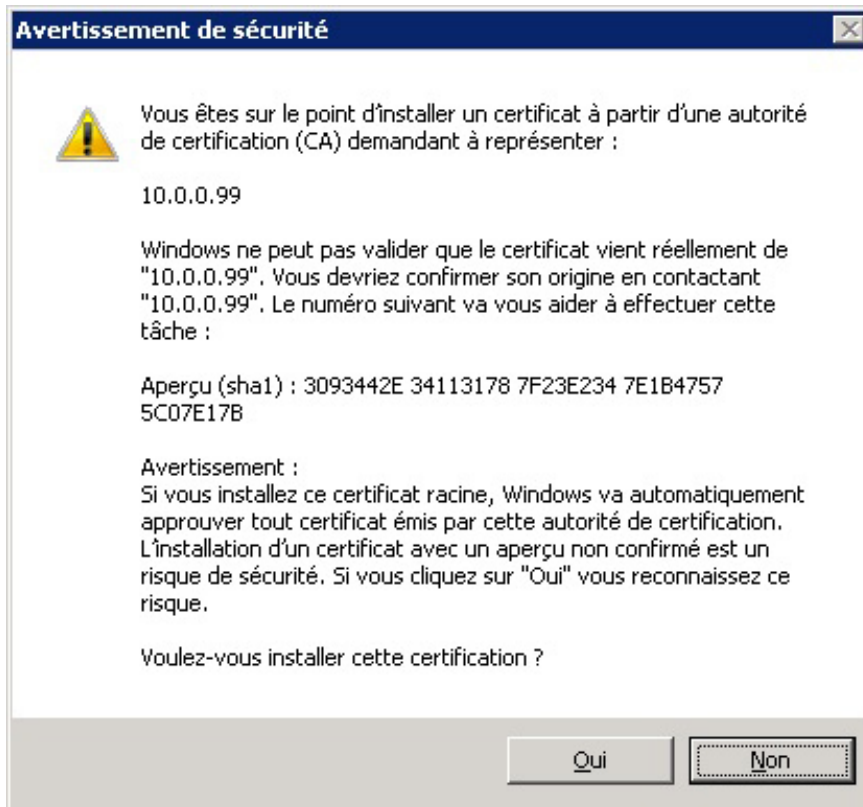 Avertissement de sécurité
Vous êtes sur le point d'installer un certificat à partir d'une autorité
de certification (CA) demandant à représenter :
10.0.0.99
Windows ne peut pas valider que le certificat vient réellement de
"10.0.0.99". Vous devriez confirmer son origine en contactant
"10.0.0.99". Le numéro suivant va vous aider à effectuer cette
tâche :
Aperçu (sha1) : 3093442E 34113178 7F23E234 7E1B4757
5C07E17B
Avertissement :
Si vous installez ce certificat racine, Windows va automatiquement
approuver tout certificat émis par cette autorité de certification.
L'installation d'un certificat avec un aperçu non confirmé est un
risque de sécurité. Si vous cliquez sur "Oui" vous reconnaissez ce
risque.
Voulez-vous installer cette certification ?
Oui
Non